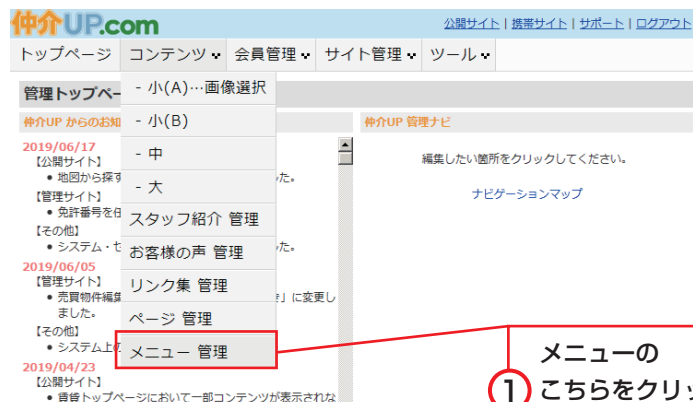 仲介UP.com
公開サイト | 携帯サイト | サポート | ログアウト
トップページ コンテンツ 会員管理 サイト管理 ツール
管理トップペー
- 小(A)…画像選択
- 小(B)
- 中
- 大
スタッフ紹介 管理
お客様の声 管理
リンク集 管理
ページ 管理
メニュー 管理
仲介UP からのお知
2019/06/17
【公開サイト】
• 地図から探す
た。
【管理サイト】
• 免許番号を任
【その他】
• システム・セ
た。
2019/06/05
【管理サイト】
• 売買物件編集
」に変更し
ました。
【その他】
• システム上の
2019/04/23
【公開サイト】
• 賃貸トップページにおいて一部コンテンツが表示されな
仲介UP 管理ナビ
編集したい箇所をクリックしてください。
ナビゲーションマップ
メニューの
1 こちらをクリッ